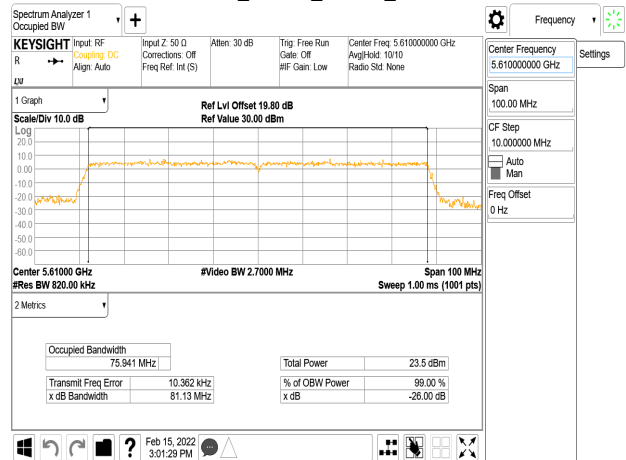 Spectrum Analyzer 1
Occupied BW
Frequency
KEYSIGHT
R
LXI
Input: RF
Coupling: DC
Align: Auto
Input Z: 50 Ω
Corrections: Off
Freq Ref: Int (S)
Atten: 30 dB
Trig: Free Run
Gate: Off
#IF Gain: Low
Center Freq: 5.610000000 GHz
Avg|Hold: 10/10
Radio Std: None
Center Frequency
5.610000000 GHz
Settings
Span
100.00 MHz
CF Step
10.000000 MHz
Auto
Man
Freq Offset
0 Hz
1 Graph
Scale/Div 10.0 dB
Ref Lvl Offset 19.80 dB
Ref Value 30.00 dBm
Log
20.0
10.0
0.00
-10.0
-20.0
-30.0
-40.0
-50.0
-60.0
Center 5.61000 GHz
#Video BW 2.7000 MHz
Span 100 MHz
#Res BW 820.00 kHz
Sweep 1.00 ms (1001 pts)
2 Metrics
Occupied Bandwidth
75.941 MHz
Total Power 23.5 dBm
Transmit Freq Error 10.362 kHz
% of OBW Power 99.00 %
x dB Bandwidth 81.13 MHz
x dB -26.00 dB
?
Feb 15, 2022
3:01:29 PM